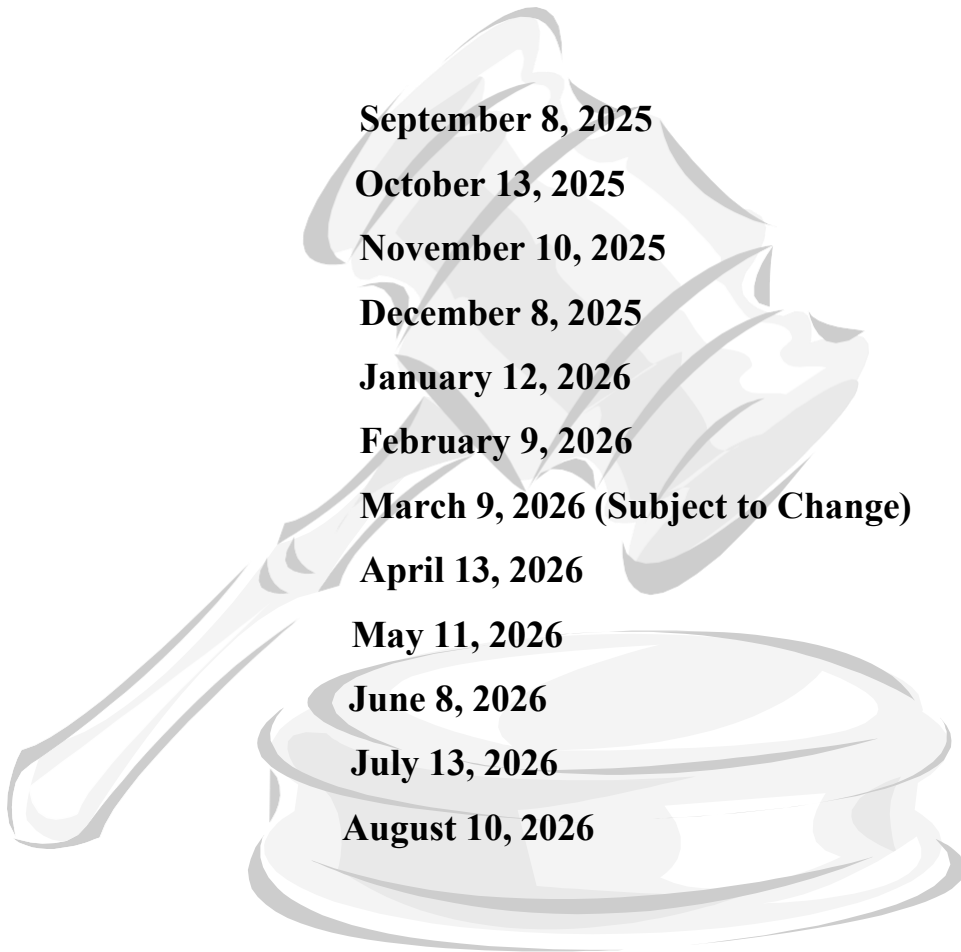 September 8, 2025
October 13, 2025
November 10, 2025
December 8, 2025
January 12, 2026
February 9, 2026
March 9, 2026 (Subject to Change)
April 13, 2026
May 11, 2026
June 8, 2026
July 13, 2026
August 10, 2026